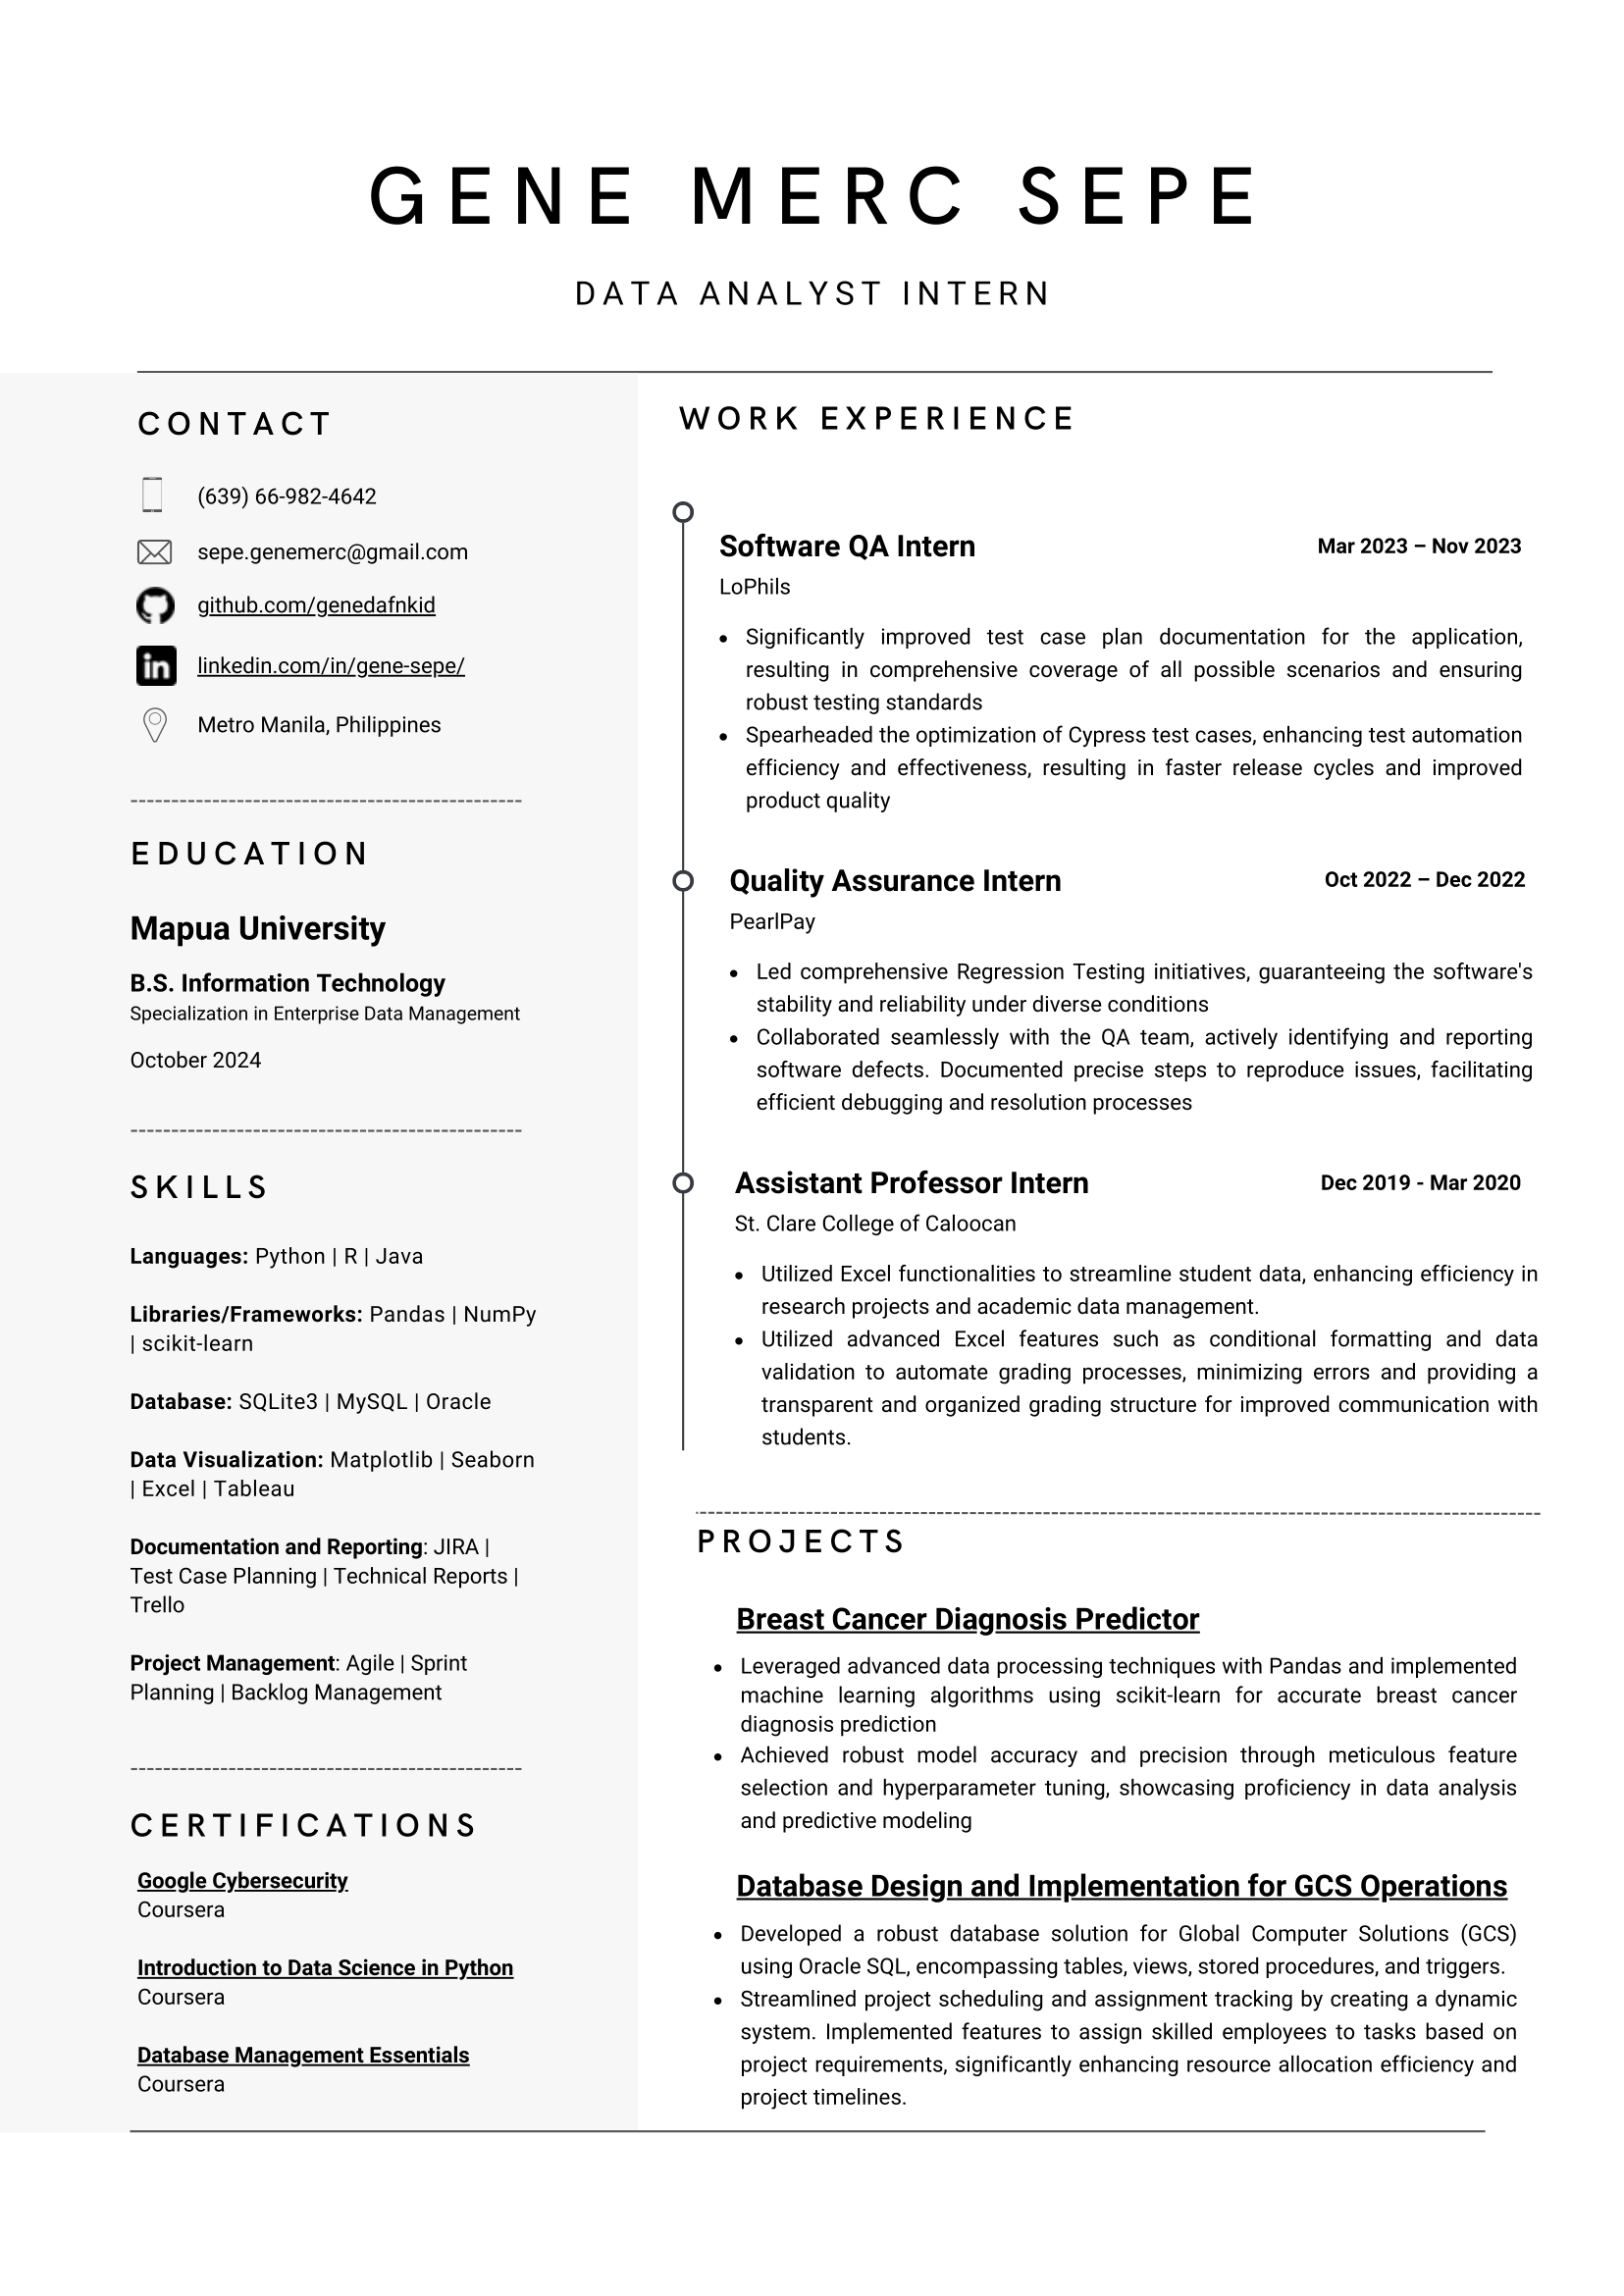 GENE MERC SEPE
DATA ANALYST INTERN
CONTACT
(639) 66-982-4642
sepe.genemerc@gmail.com
github.com/genedafnkid
linkedin.com/in/gene-sepe/
Metro Manila, Philippines
EDUCATION
Mapua University
B.S. Information Technology
Specialization in Enterprise Data Management
October 2024
SKILLS
Languages: Python | R | Java
Libraries/Frameworks: Pandas | NumPy
| scikit-learn
Database: SQLite3 | MySQL | Oracle
Data Visualization: Matplotlib | Seaborn
| Excel | Tableau
Documentation and Reporting: JIRA |
Test Case Planning | Technical Reports |
Trello
Project Management: Agile | Sprint
Planning | Backlog Management
CERTIFICATIONS
Google Cybersecurity
Coursera
Introduction to Data Science in Python
Coursera
Database Management Essentials
Coursera
WORK EXPERIENCE
Software QA Intern Mar 2023 – Nov 2023
LoPhils
• Significantly improved test case plan documentation for the application,
resulting in comprehensive coverage of all possible scenarios and ensuring
robust testing standards
• Spearheaded the optimization of Cypress test cases, enhancing test automation
efficiency and effectiveness, resulting in faster release cycles and improved
product quality
Quality Assurance Intern Oct 2022 – Dec 2022
PearlPay
• Led comprehensive Regression Testing initiatives, guaranteeing the software's
stability and reliability under diverse conditions
• Collaborated seamlessly with the QA team, actively identifying and reporting
software defects. Documented precise steps to reproduce issues, facilitating
efficient debugging and resolution processes
Assistant Professor Intern Dec 2019 - Mar 2020
St. Clare College of Caloocan
• Utilized Excel functionalities to streamline student data, enhancing efficiency in
research projects and academic data management.
• Utilized advanced Excel features such as conditional formatting and data
validation to automate grading processes, minimizing errors and providing a
transparent and organized grading structure for improved communication with
students.
PROJECTS
Breast Cancer Diagnosis Predictor
• Leveraged advanced data processing techniques with Pandas and implemented
machine learning algorithms using scikit-learn for accurate breast cancer
diagnosis prediction
• Achieved robust model accuracy and precision through meticulous feature
selection and hyperparameter tuning, showcasing proficiency in data analysis
and predictive modeling
Database Design and Implementation for GCS Operations
• Developed a robust database solution for Global Computer Solutions (GCS)
using Oracle SQL, encompassing tables, views, stored procedures, and triggers.
• Streamlined project scheduling and assignment tracking by creating a dynamic
system. Implemented features to assign skilled employees to tasks based on
project requirements, significantly enhancing resource allocation efficiency and
project timelines.